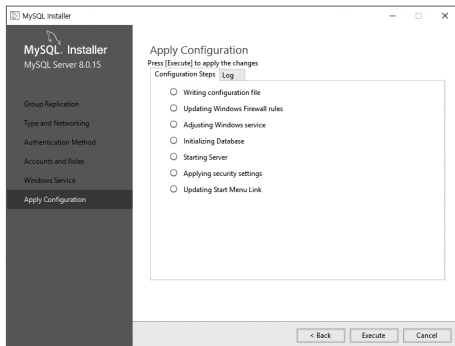 MySQL Installer
MySQL. Installer
MySQL Server 8.0.15
Group Replication
Type and Networking
Authentication Method
Accounts and Roles
Windows Service
Apply Configuration
Apply Configuration
Press [Execute] to apply the changes
Configuration Steps Log
Writing configuration file
Updating Windows Firewall rules
Adjusting Windows service
Initializing Database
Starting Server
Applying security settings
Updating Start Menu Link
< Back Execute Cancel